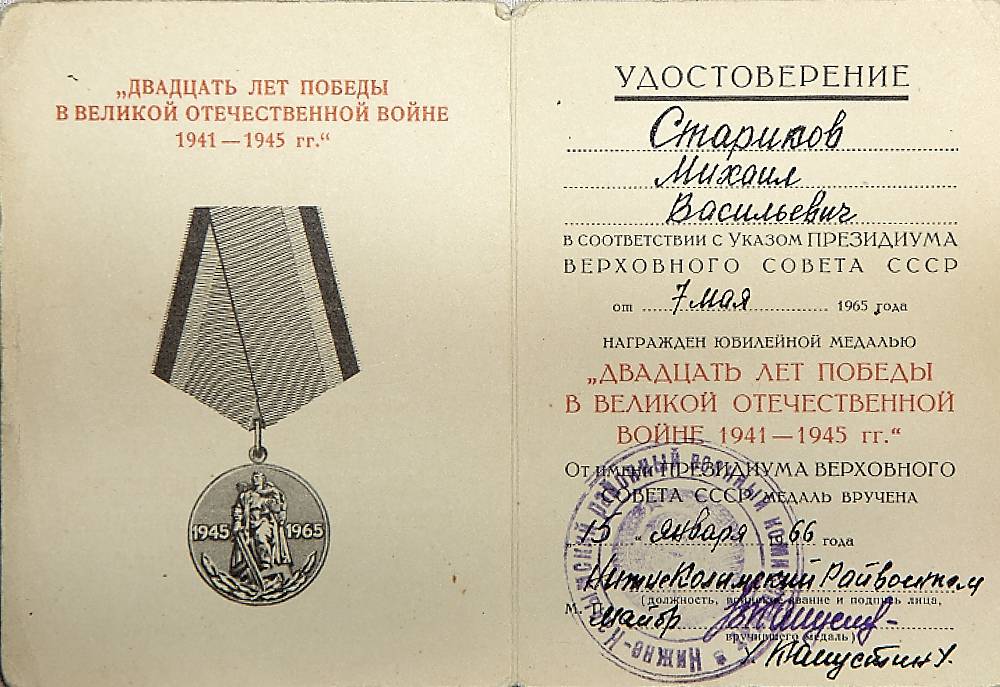 „ДВАДЦАТЬ ЛЕТ ПОБЕДЫ
В ВЕЛИКОЙ ОТЕЧЕСТВЕННОЙ ВОЙНЕ
1941 — 1945 гг.“
1945 1965
УДОСТОВЕРЕНИЕ
Стариков
Михаил
Васильевич
В СООТВЕТСТВИИ С УКАЗОМ ПРЕЗИДИУМА
ВЕРХОВНОГО СОВЕТА СССР
от 7 мая 1965 года
НАГРАЖДЕН ЮБИЛЕЙНОЙ МЕДАЛЬЮ
„ДВАДЦАТЬ ЛЕТ ПОБЕДЫ
В ВЕЛИКОЙ ОТЕЧЕСТВЕННОЙ
ВОЙНЕ 1941 — 1945 гг.“
От имени ПРЕЗИДИУМА ВЕРХОВНОГО
СОВЕТА СССР МЕДАЛЬ ВРУЧЕНА
„15“ января 1966 года
НижнеКолымский Райвоенком
(должность, воинское звание и подпись лица,
М. П. майор
вручившего медаль)
районный военный
Нижне-